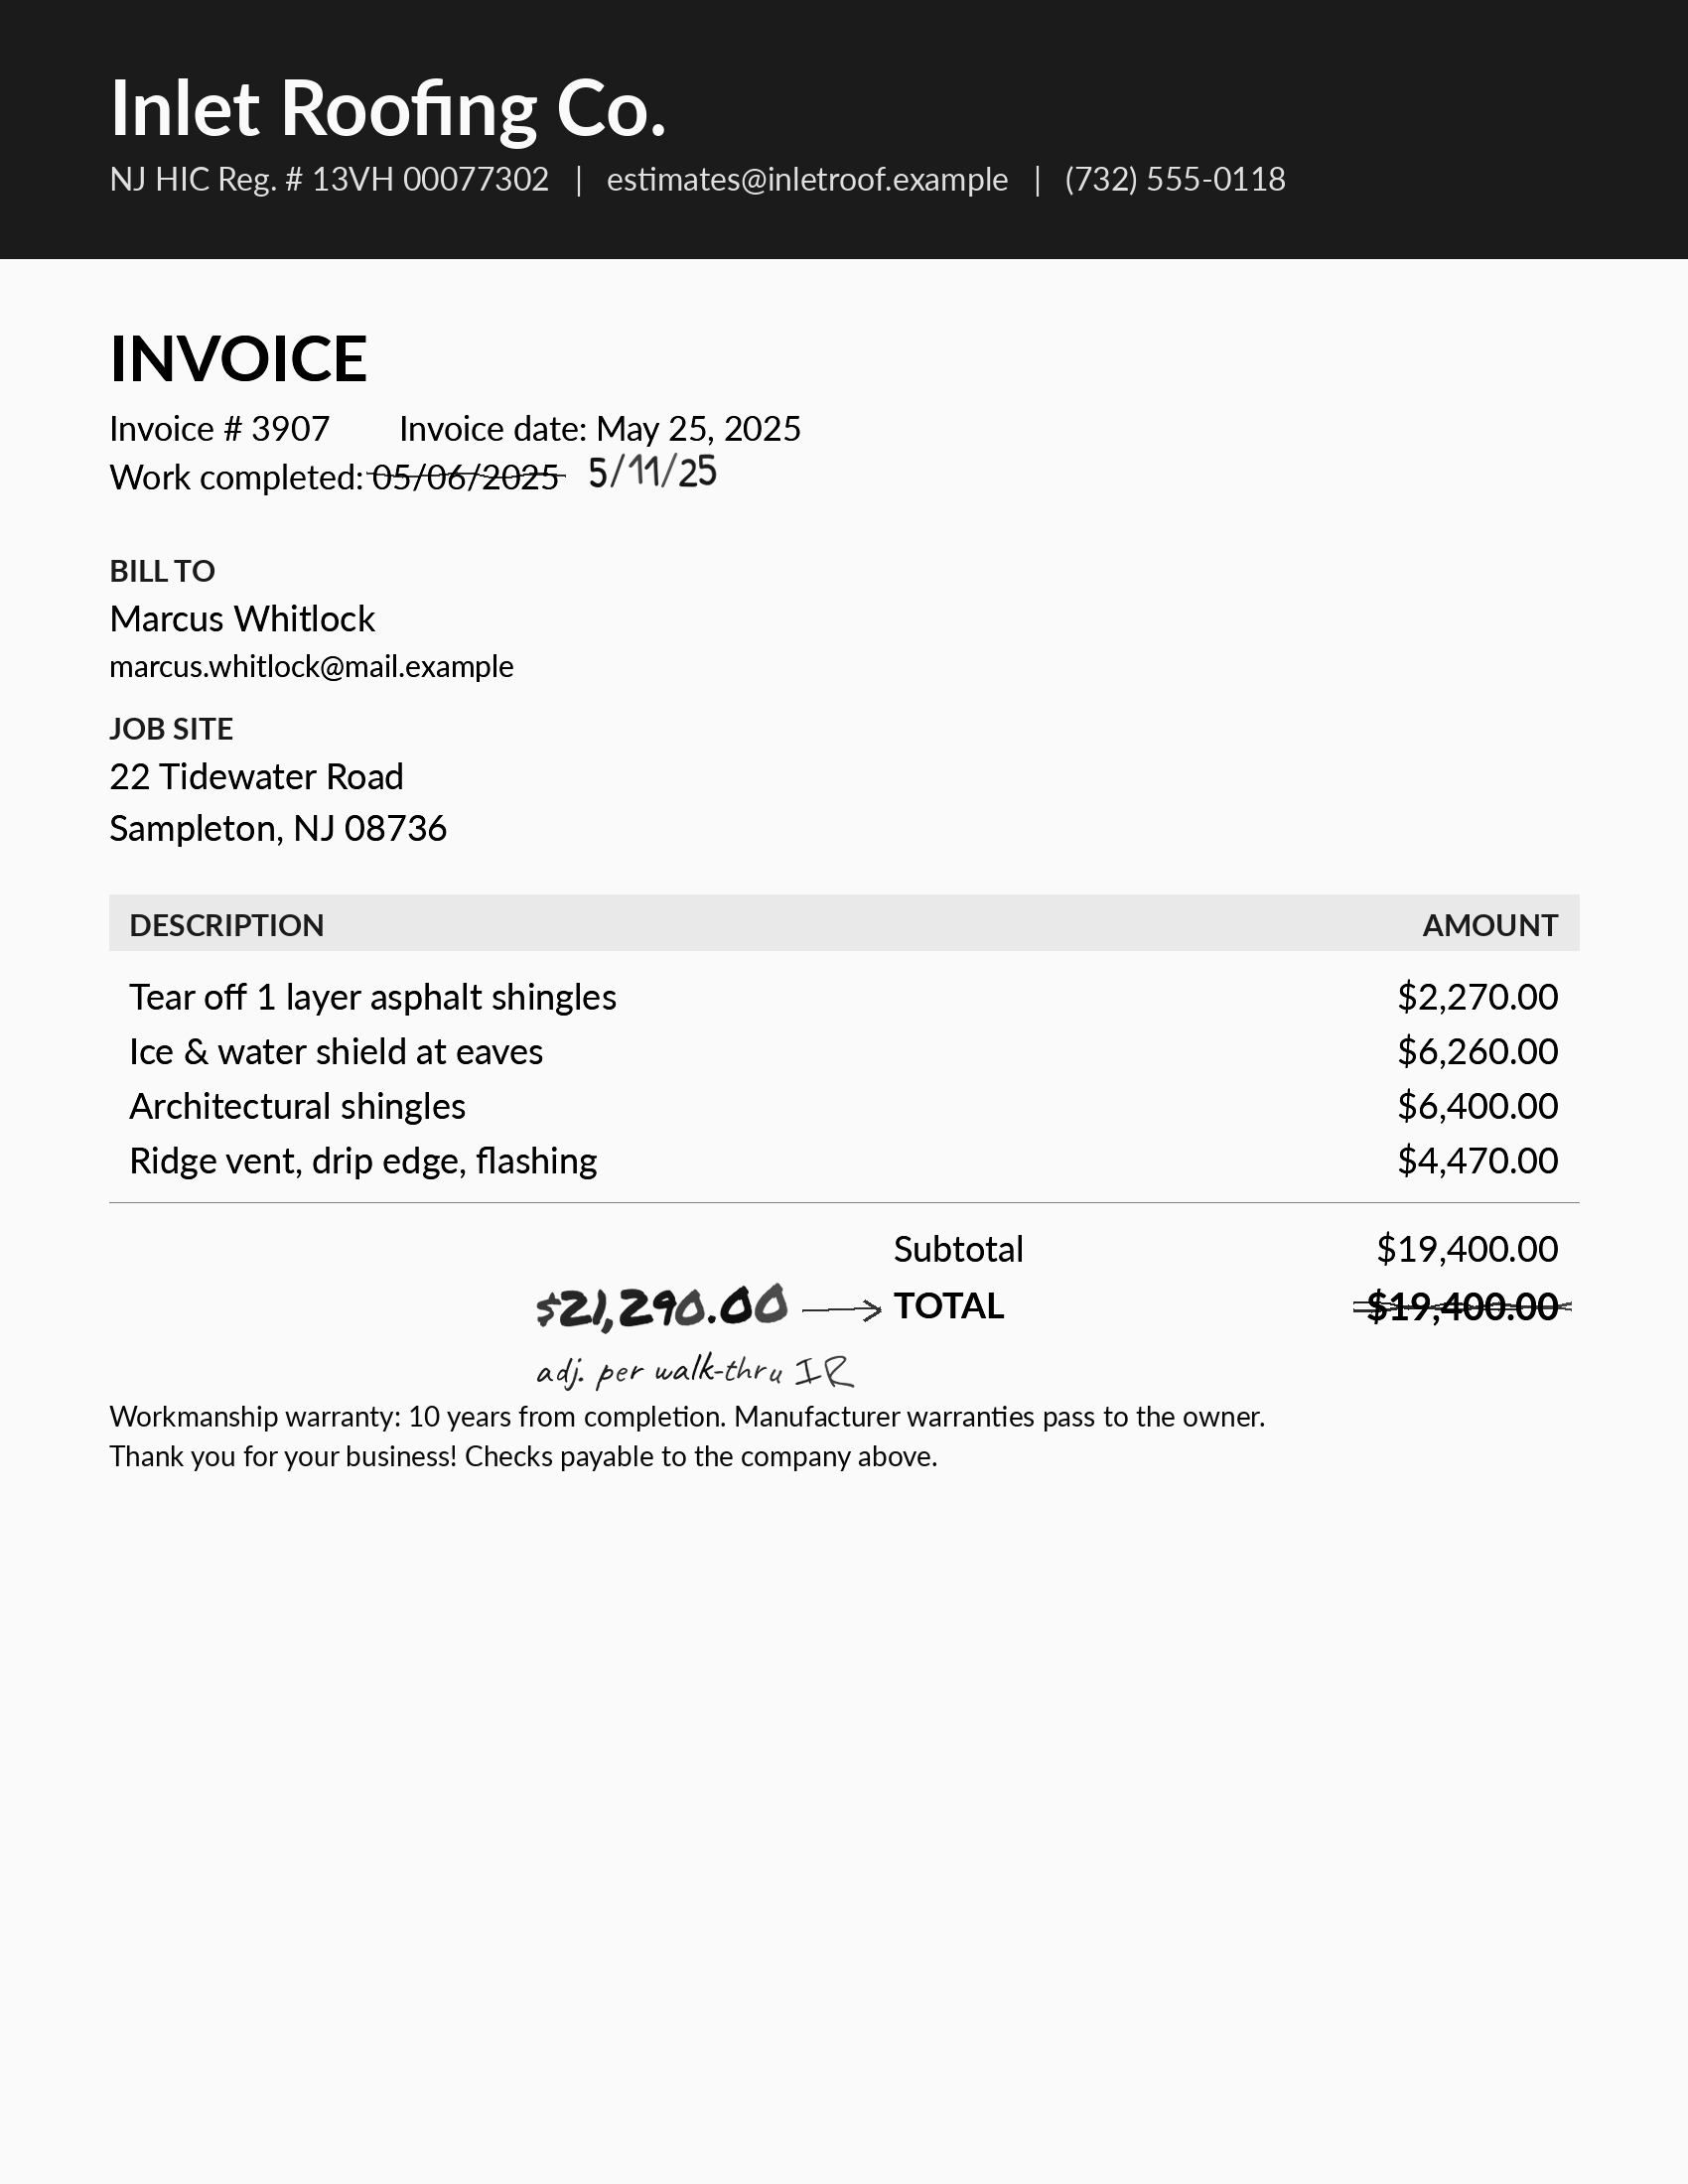 Inlet Roofing Co.
NJ HIC Reg. # 13VH 00077302 | estimates@inletroof.example | (732) 555-0118
INVOICE
Invoice # 3907 Invoice date: May 25, 2025
Work completed: 05/06/2025 5/11/25
BILL TO
Marcus Whitlock
marcus.whitlock@mail.example
JOB SITE
22 Tidewater Road
Sampleton, NJ 08736
DESCRIPTION AMOUNT
Tear off 1 layer asphalt shingles $2,270.00
Ice & water shield at eaves $6,260.00
Architectural shingles $6,400.00
Ridge vent, drip edge, flashing $4,470.00
Subtotal $19,400.00
$21,290.00 → TOTAL $19,400.00
adj. per walk-thru IR
Workmanship warranty: 10 years from completion. Manufacturer warranties pass to the owner.
Thank you for your business! Checks payable to the company above.